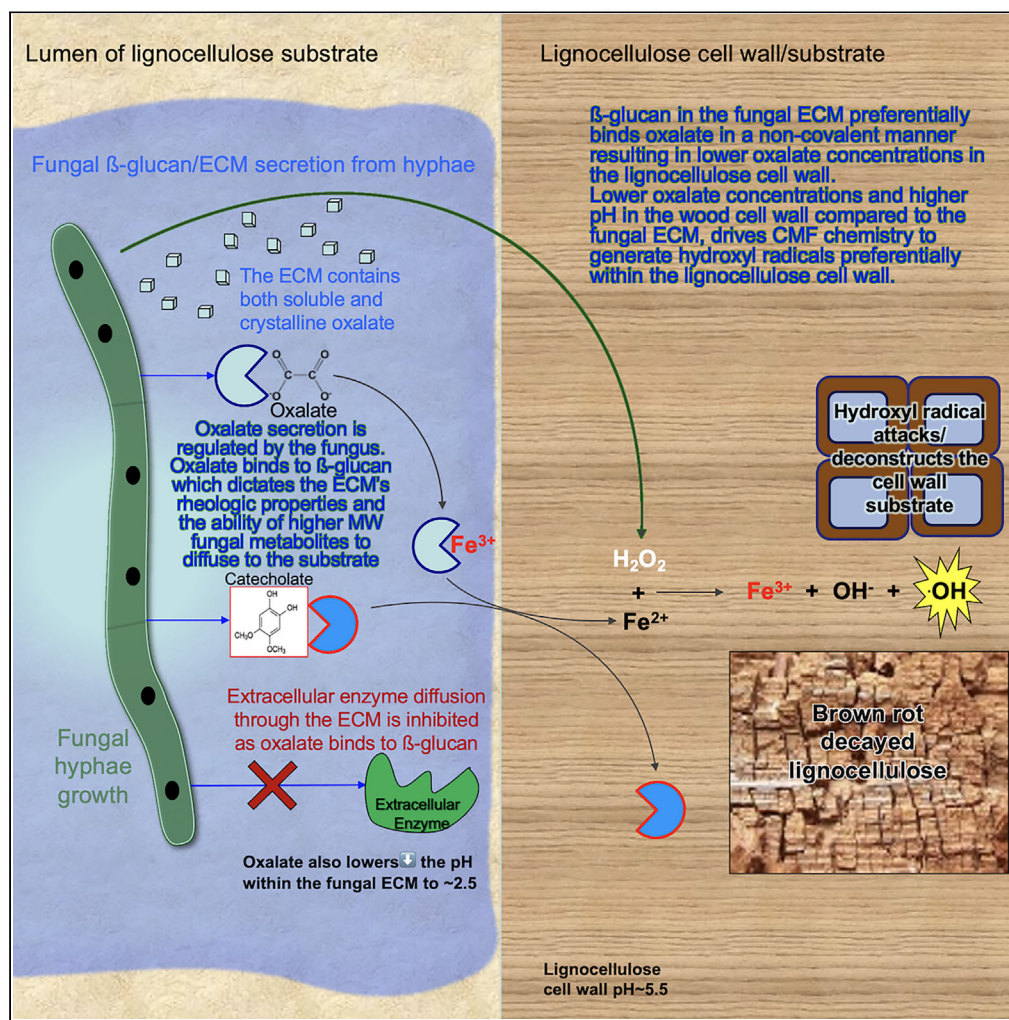 Lumen of lignocellulose substrate
Fungal ß-glucan/ECM secretion from hyphae
The ECM contains
both soluble and
crystalline oxalate
O
O
O-
O-
C
C
Oxalate
Oxalate secretion is
regulated by the fungus.
Oxalate binds to ß-glucan
which dictates the ECM's
rheologic properties and
the ability of higher MW
fungal metabolites to
diffuse to the substrate
Fe3+
Catecholate
OH
OH
CH₃O
OCH₃
Extracellular enzyme diffusion
through the ECM is inhibited
as oxalate binds to ß-glucan
Fungal
hyphae
growth
Extracellular
Enzyme
Oxalate also lowers⬇ the pH
within the fungal ECM to ~2.5
Lignocellulose cell wall/substrate
ß-glucan in the fungal ECM preferentially
binds oxalate in a non-covalent manner
resulting in lower oxalate concentrations in
the lignocellulose cell wall.
Lower oxalate concentrations and higher
pH in the wood cell wall compared to the
fungal ECM, drives CMF chemistry to
generate hydroxyl radicals preferentially
within the lignocellulose cell wall.
Hydroxyl radical
attacks/
deconstructs the
cell wall
substrate
H₂O₂
+
Fe2+
Fe3+ + OH- + ·OH
Brown rot
decayed
lignocellulose
Lignocellulose
cell wall pH~5.5